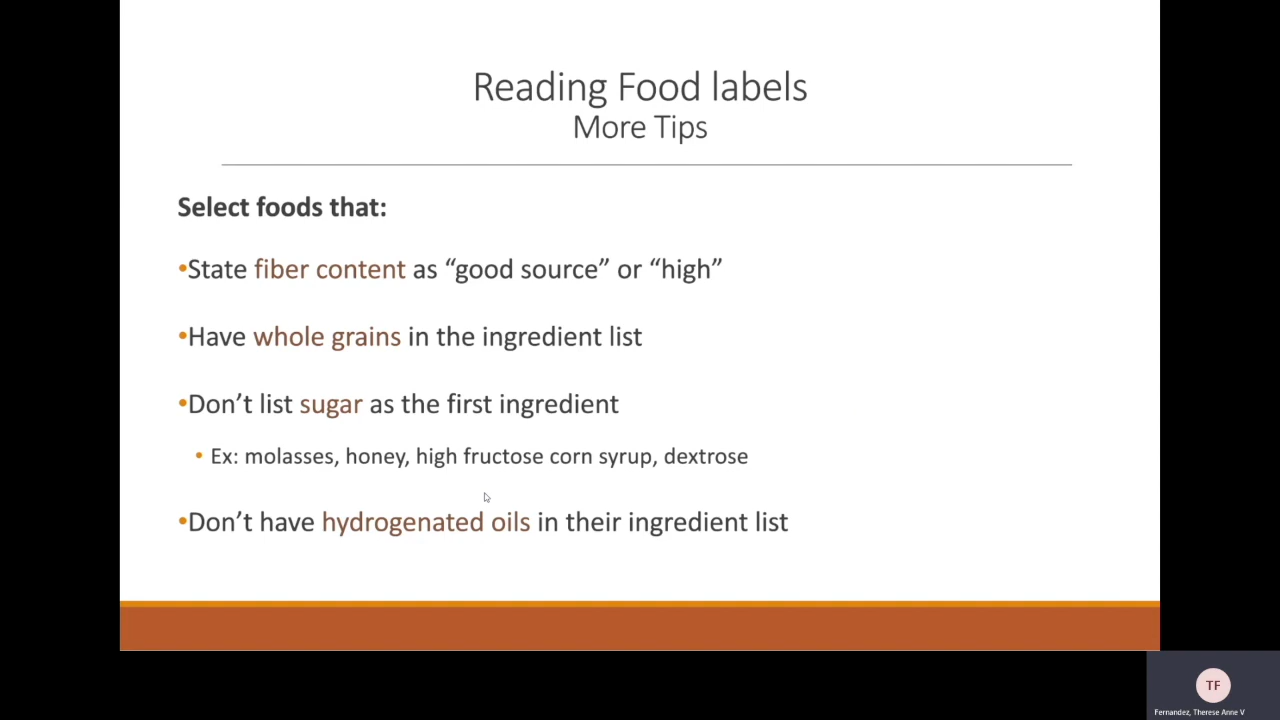 Reading Food labels
More Tips
Select foods that:
•State fiber content as “good source” or “high”
•Have whole grains in the ingredient list
•Don’t list sugar as the first ingredient
• Ex: molasses, honey, high fructose corn syrup, dextrose
•Don’t have hydrogenated oils in their ingredient list
TF
Fernandez, Therese Anne V